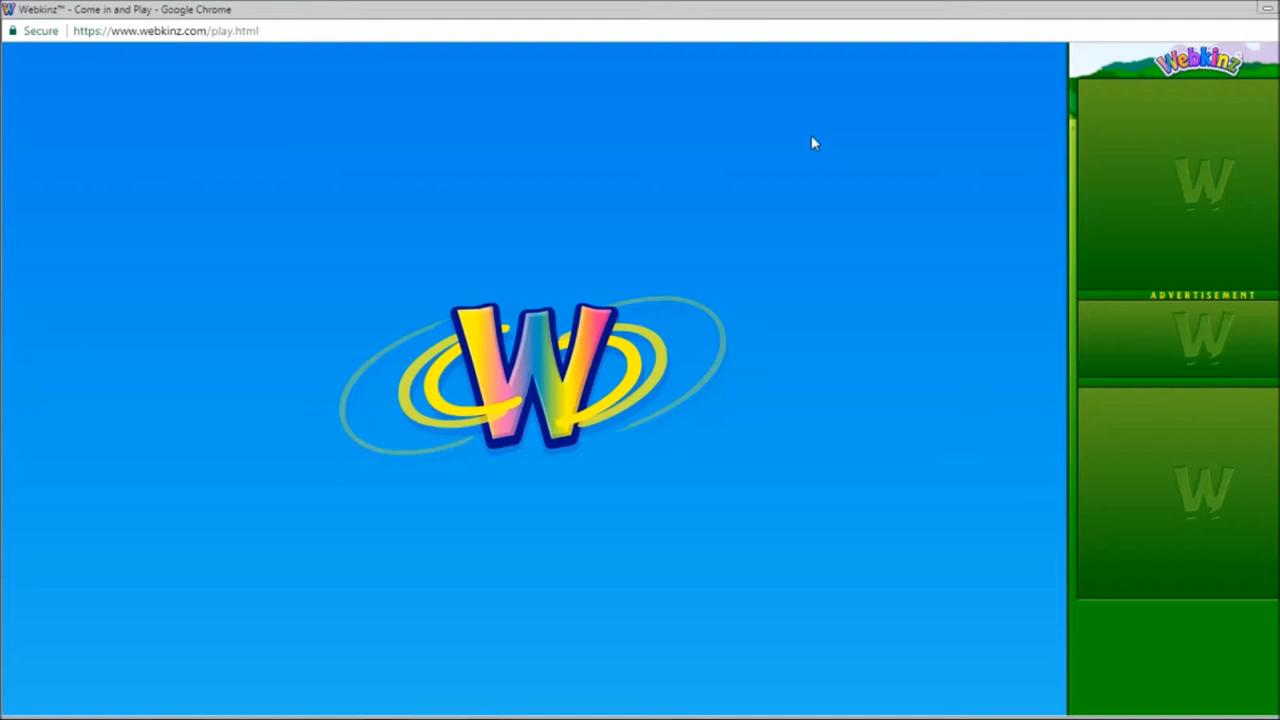 Webkinz™ - Come in and Play - Google Chrome
Secure https://www.webkinz.com/play.html
Webkinz
W
W
ADVERTISEMENT
W
W